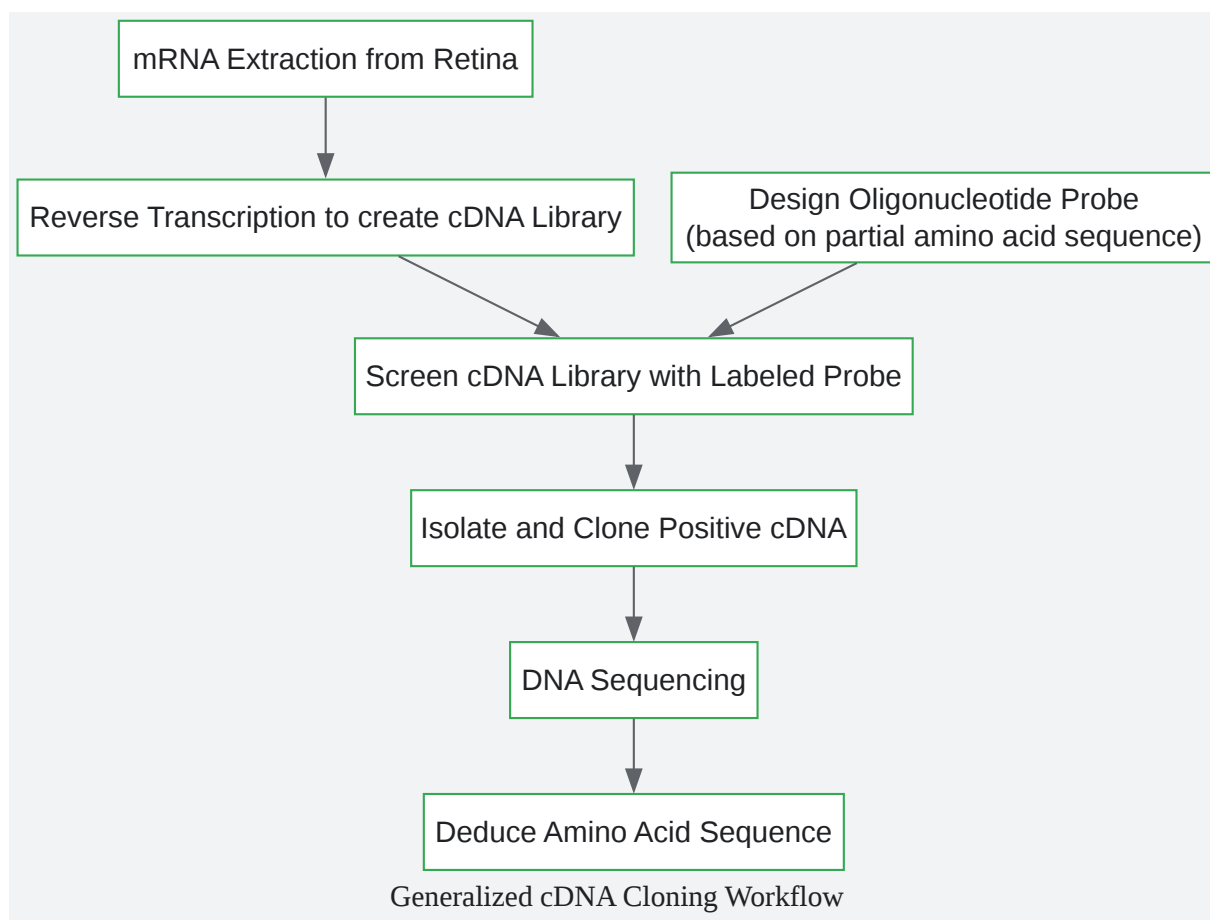 mRNA Extraction from Retina
Reverse Transcription to create cDNA Library
Design Oligonucleotide Probe
(based on partial amino acid sequence)
Screen cDNA Library with Labeled Probe
Isolate and Clone Positive cDNA
DNA Sequencing
Deduce Amino Acid Sequence
Generalized cDNA Cloning Workflow